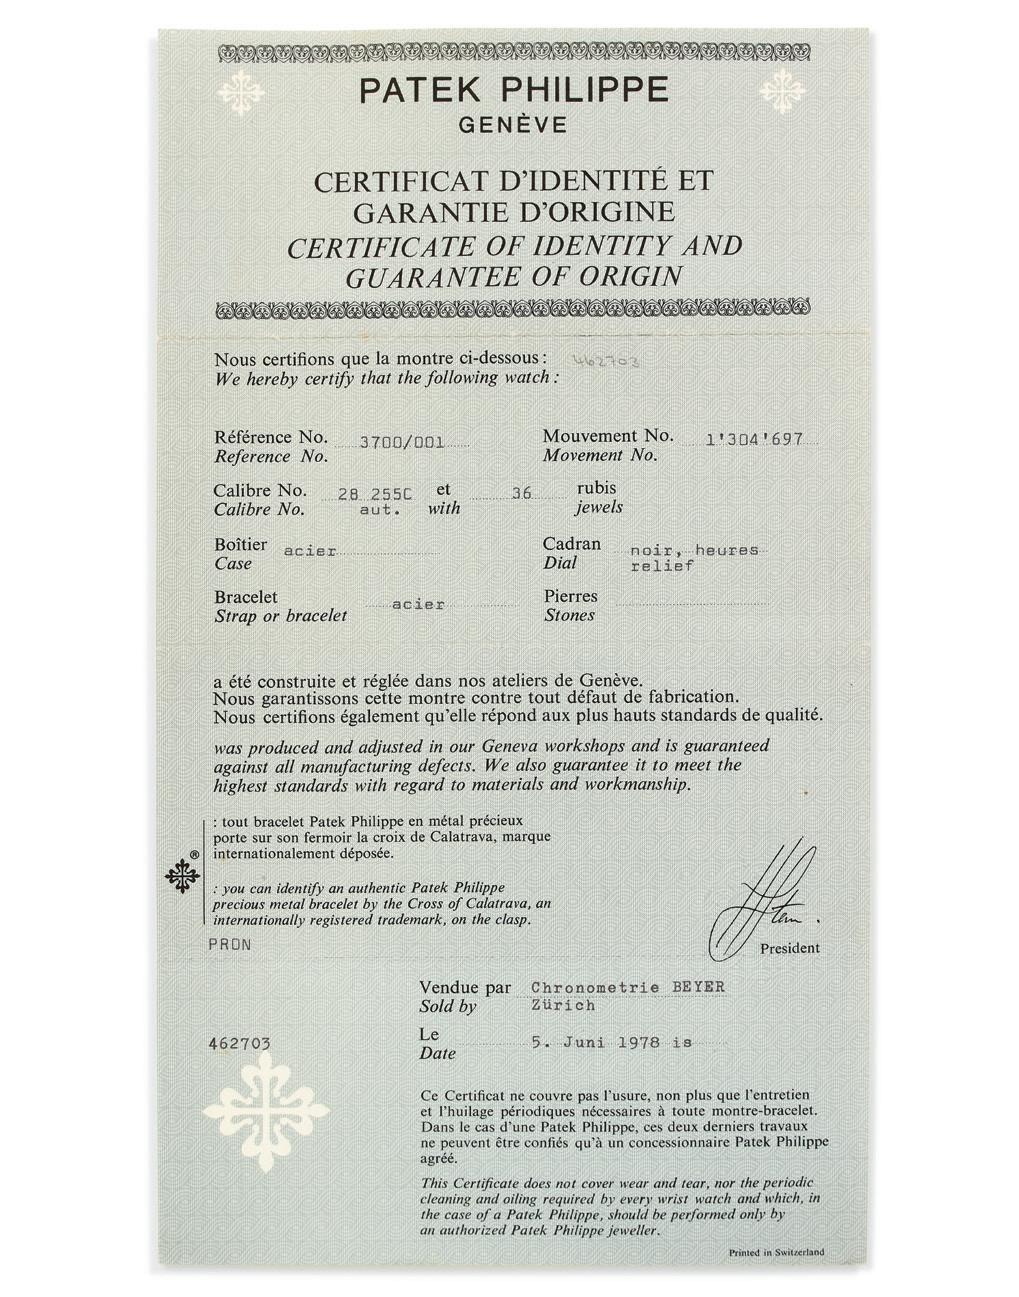 PATEK PHILIPPE
GENÈVE
CERTIFICAT D'IDENTITÉ ET
GARANTIE D'ORIGINE
CERTIFICATE OF IDENTITY AND
GUARANTEE OF ORIGIN
Nous certifions que la montre ci-dessous : 462703
We hereby certify that the following watch :
Référence No. 3700/001 Mouvement No. 1'304'697
Reference No. Movement No.
Calibre No. 28 255C et 36 rubis
Calibre No. aut. with jewels
Boîtier acier Cadran noir, heures
Case Dial relief
Bracelet acier Pierres
Strap or bracelet Stones
a été construite et réglée dans nos ateliers de Genève.
Nous garantissons cette montre contre tout défaut de fabrication.
Nous certifions également qu'elle répond aux plus hauts standards de qualité.
was produced and adjusted in our Geneva workshops and is guaranteed
against all manufacturing defects. We also guarantee it to meet the
highest standards with regard to materials and workmanship.
: tout bracelet Patek Philippe en métal précieux
porte sur son fermoir la croix de Calatrava, marque
® internationalement déposée.
: you can identify an authentic Patek Philippe
precious metal bracelet by the Cross of Calatrava, an
internationally registered trademark, on the clasp.
PRON
President
Vendue par Chronometrie BEYER
Sold by Zürich
Le
Date 5. Juni 1978 is
462703
Ce Certificat ne couvre pas l'usure, non plus que l'entretien
et l'huilage périodiques nécessaires à toute montre-bracelet.
Dans le cas d'une Patek Philippe, ces deux derniers travaux
ne peuvent être confiés qu'à un concessionnaire Patek Philippe
agréé.
This Certificate does not cover wear and tear, nor the periodic
cleaning and oiling required by every wrist watch and which, in
the case of a Patek Philippe, should be performed only by
an authorized Patek Philippe jeweller.
Printed in Switzerland